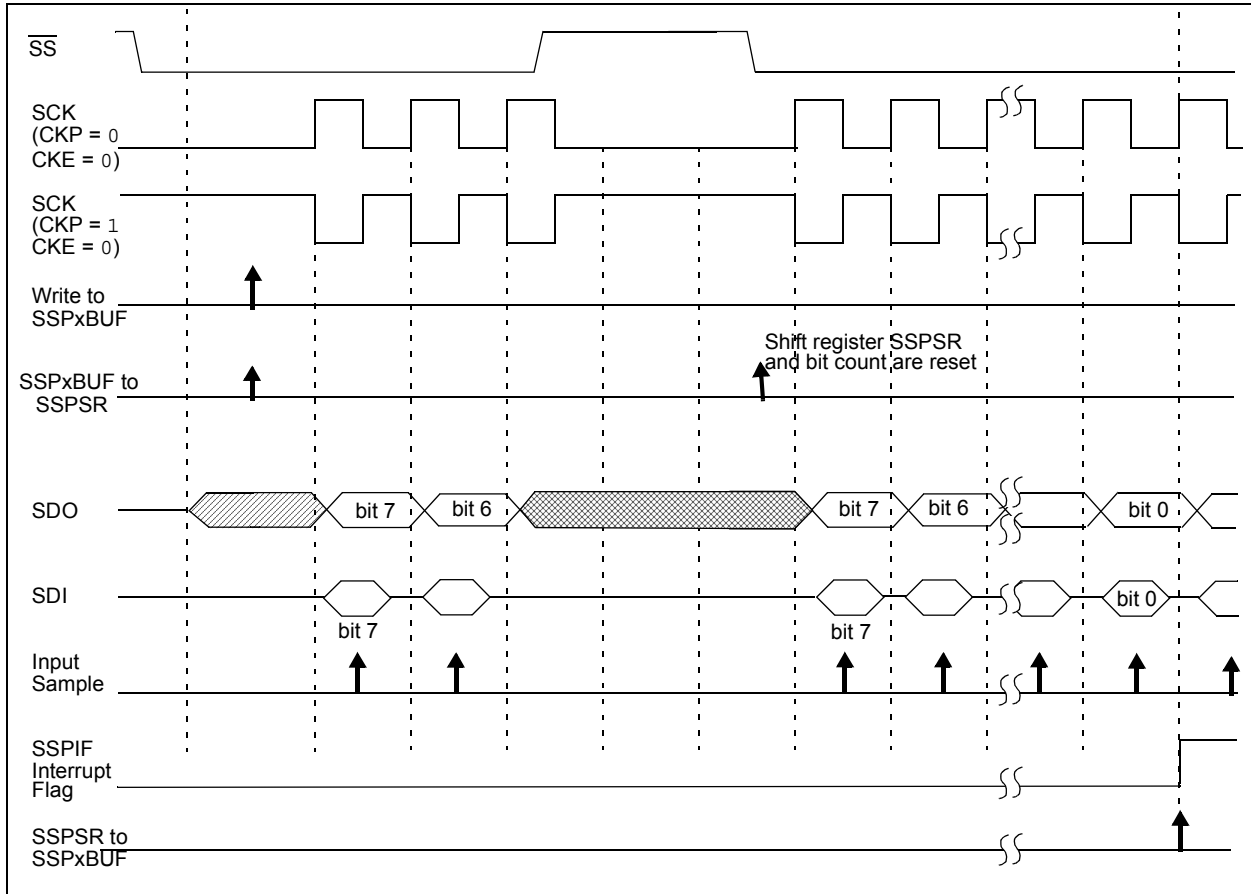 SS
SCK
(CKP = 0
CKE = 0)
SCK
(CKP = 1
CKE = 0)
Write to
SSPxBUF
Shift register SSPSR
and bit count are reset
SSPxBUF to
SSPSR
SDO
bit 7
bit 6
bit 7
bit 6
bit 0
SDI
bit 0
bit 7
bit 7
Input
Sample
SSPIF
Interrupt
Flag
SSPSR to
SSPxBUF